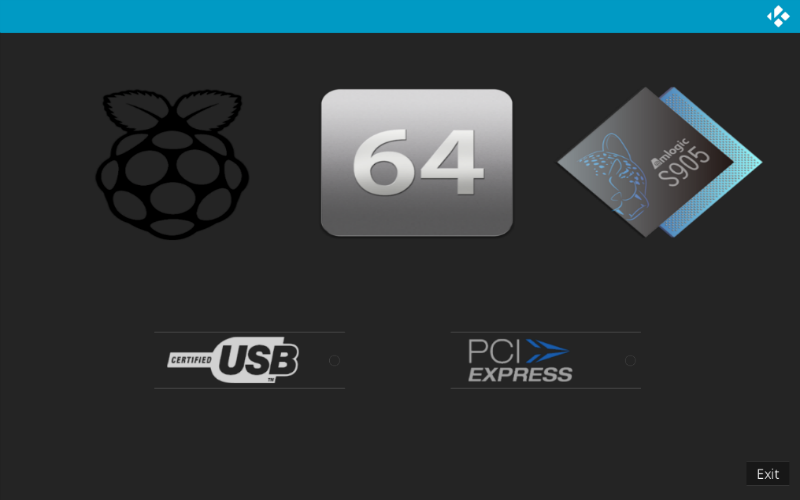 64
Amlogic
S905
CERTIFIED USB TM
PCI
EXPRESS
Exit